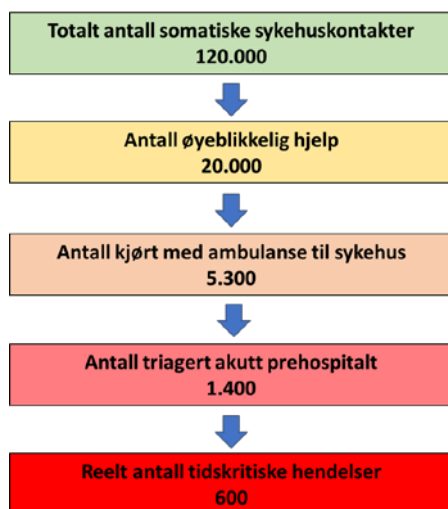 Totalt antall somatiske sykehuskontakter
120.000
Antall øyeblikkelig hjelp
20.000
Antall kjørt med ambulanse til sykehus
5.300
Antall triagert akutt prehospitalt
1.400
Reelt antall tidskritiske hendelser
600